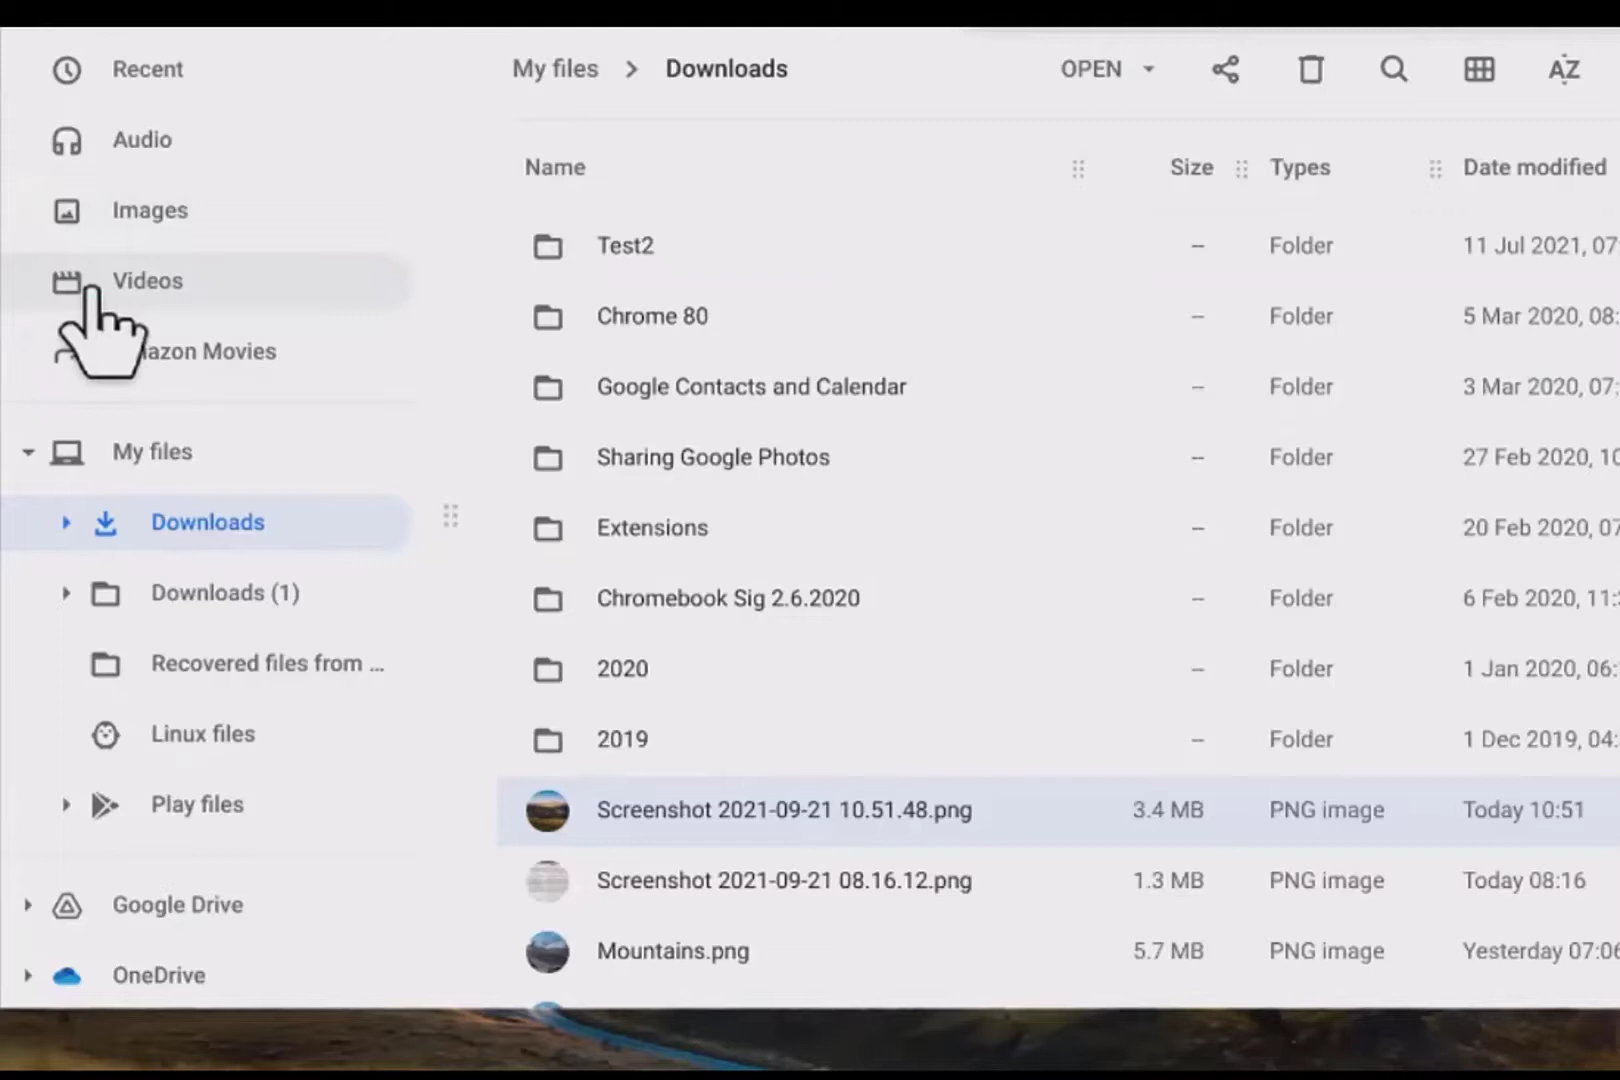 Recent
Audio
Images
Videos
azon Movies
My files
Downloads
Downloads (1)
Recovered files from ...
Linux files
Play files
Google Drive
OneDrive
My files > Downloads OPEN AZ
Name Size Types Date modified
Test2 -- Folder 11 Jul 2021, 07:
Chrome 80 -- Folder 5 Mar 2020, 08:
Google Contacts and Calendar -- Folder 3 Mar 2020, 07:
Sharing Google Photos -- Folder 27 Feb 2020, 10
Extensions -- Folder 20 Feb 2020, 07
Chromebook Sig 2.6.2020 -- Folder 6 Feb 2020, 11:
2020 -- Folder 1 Jan 2020, 06:
2019 -- Folder 1 Dec 2019, 04:
Screenshot 2021-09-21 10.51.48.png 3.4 MB PNG image Today 10:51
Screenshot 2021-09-21 08.16.12.png 1.3 MB PNG image Today 08:16
Mountains.png 5.7 MB PNG image Yesterday 07:06